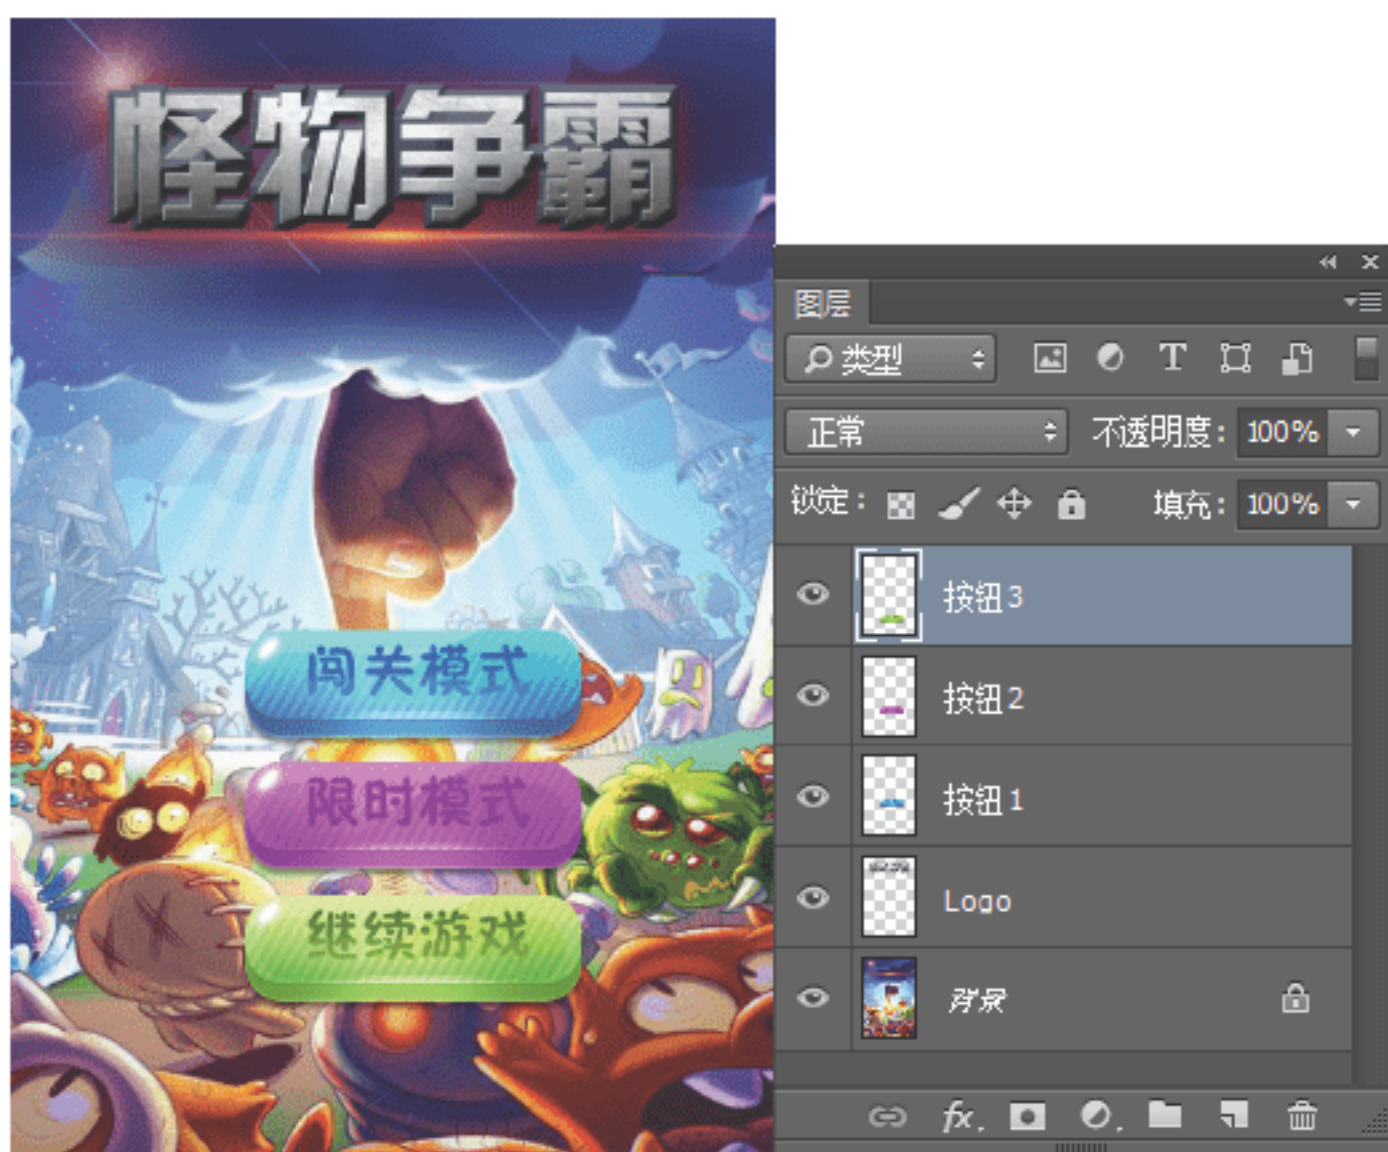 怪物争霸
闯关模式
限时模式
继续游戏
图层
类型
T
正常
不透明度: 100%
锁定:
填充: 100%
按钮 3
按钮 2
按钮 1
Logo
背景
fx.